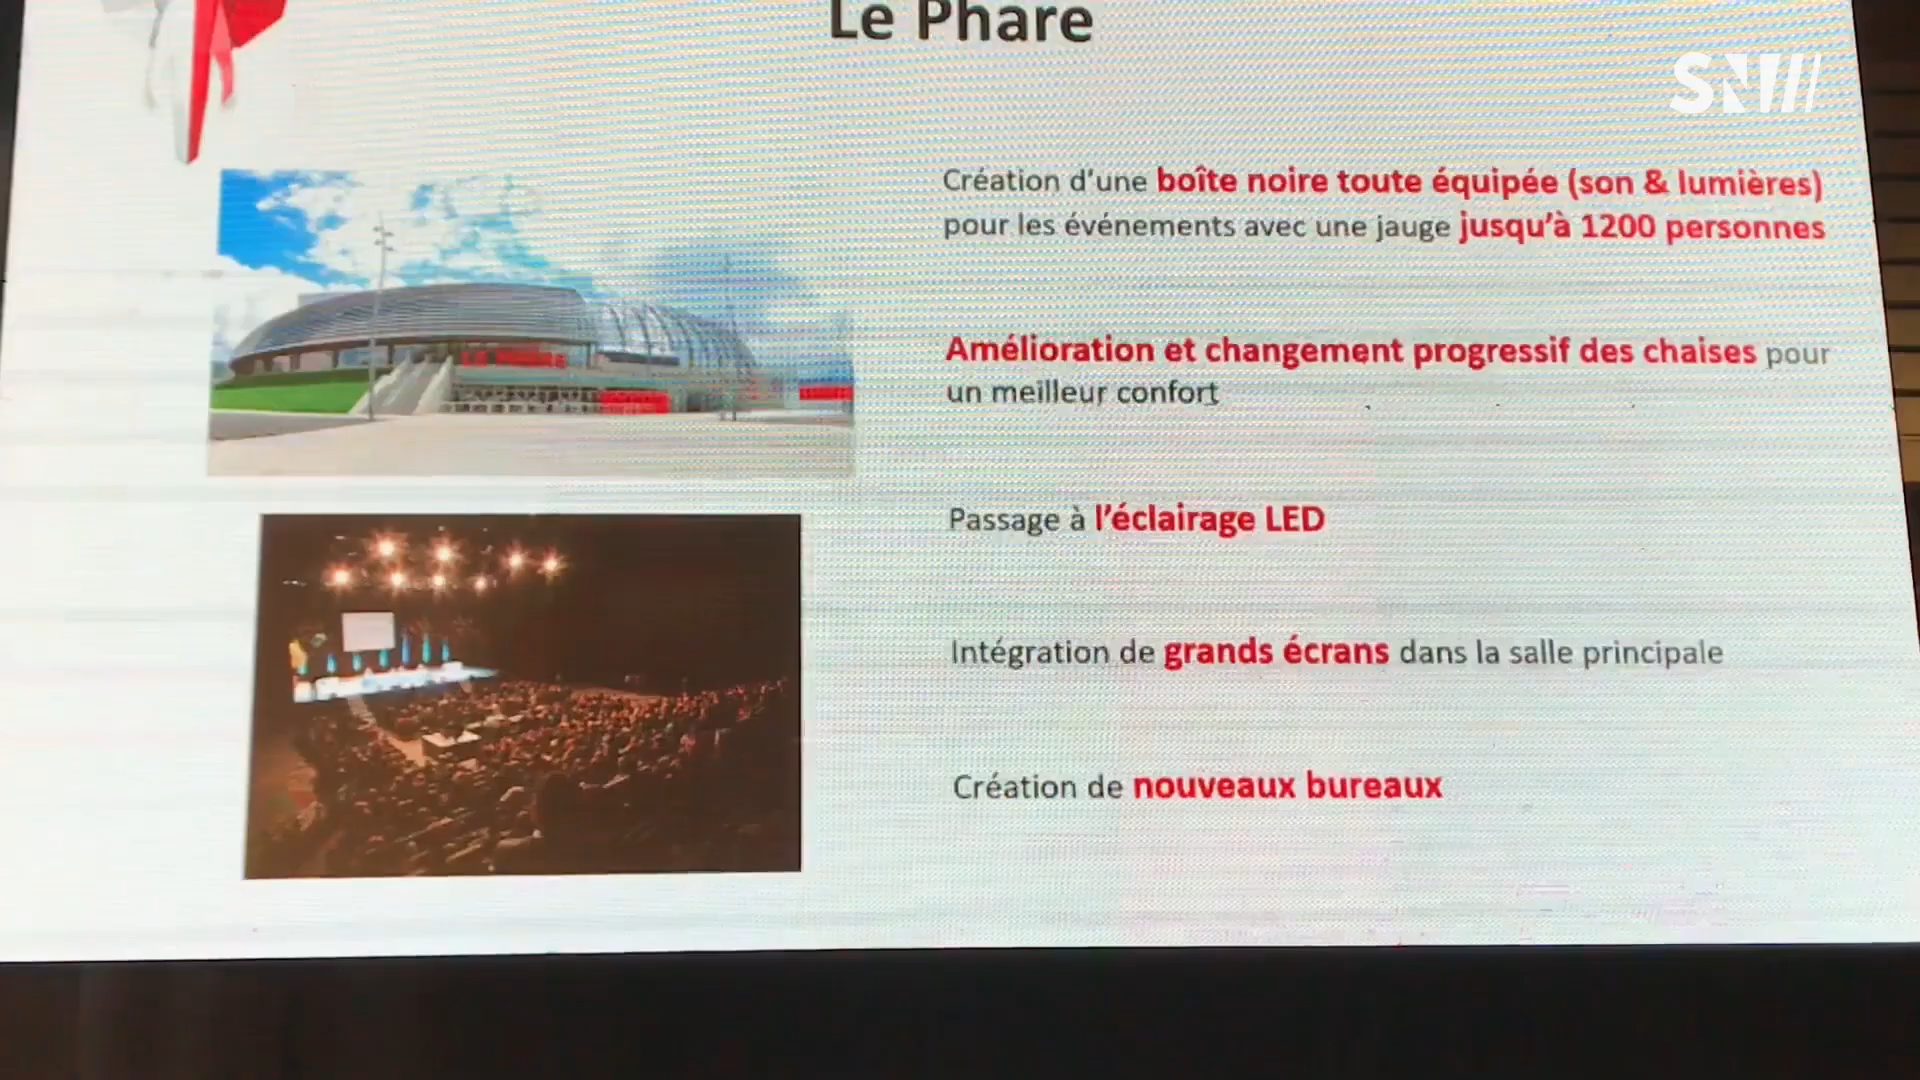 Le Phare
SNW
Création d'une boîte noire toute équipée (son & lumières)
pour les événements avec une jauge jusqu'à 1200 personnes
Amélioration et changement progressif des chaises pour
un meilleur confort
Passage à l'éclairage LED
Intégration de grands écrans dans la salle principale
Création de nouveaux bureaux